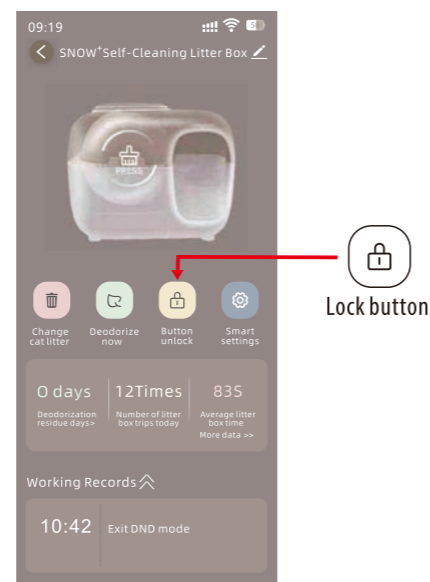 09:19
SNOW⁺Self-Cleaning Litter Box
PRESS
Change
cat litter
Deodorize
now
Button
unlock
Smart
settings
Lock button
0 days
12Times
83S
Deodorization
residue days>
Number of litter
box trips today
Average litter
box time
More data >>
Working Records
10:42
Exit DND mode